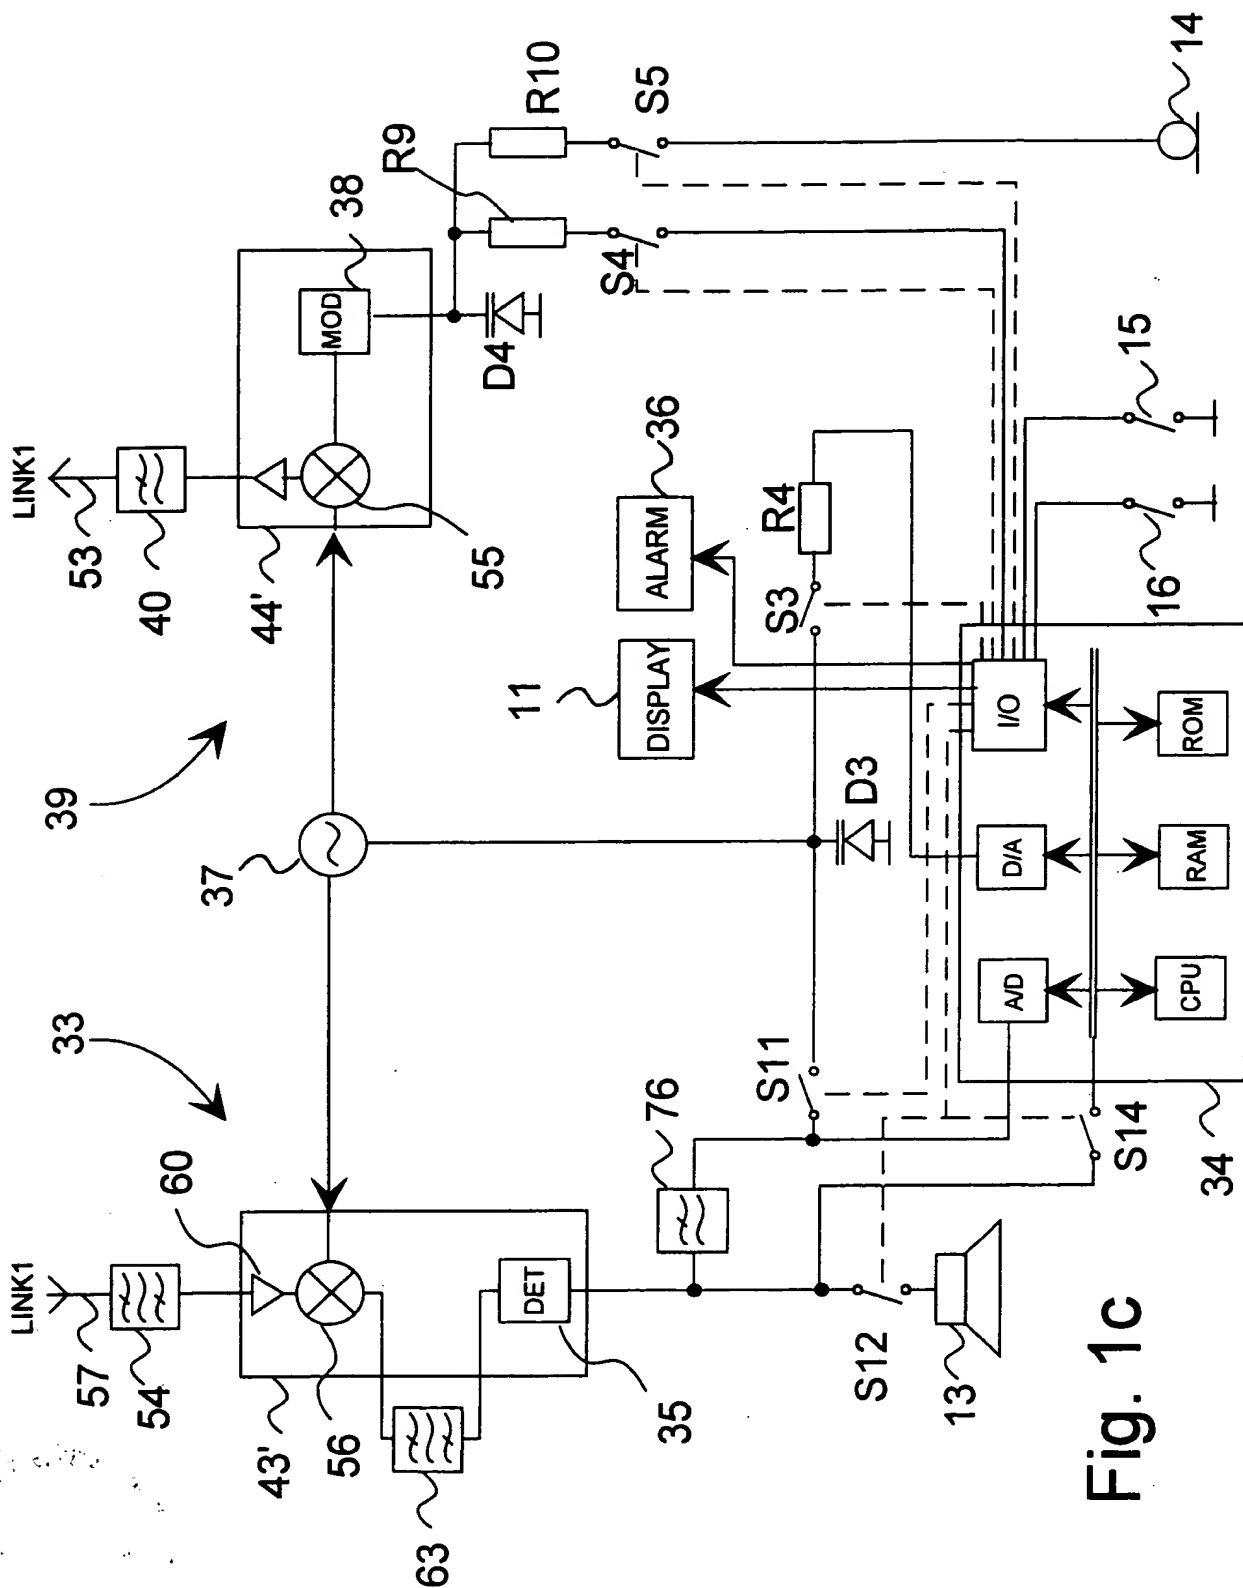 LINK1
57
54
60
43'
56
63
DET
35
33
37
39
LINK1
53
40
44'
55
MOD
38
R9
R10
D4
S4
S5
14
76
S11
S12
13
S14
34
D3
S3
R4
11
DISPLAY
ALARM
36
A/D
D/A
I/O
CPU
RAM
ROM
16
15
Fig. 1c